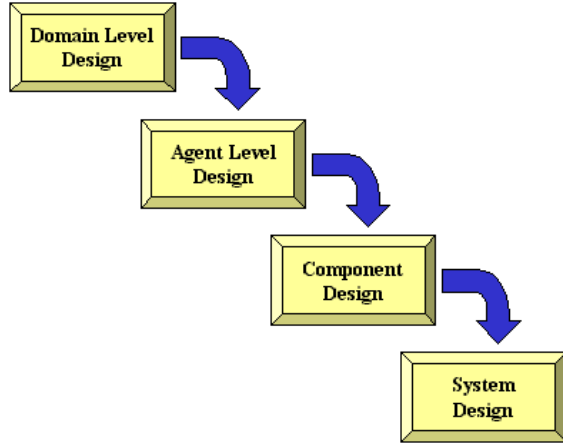 Domain Level
Design
Agent Level
Design
Component
Design
System
Design